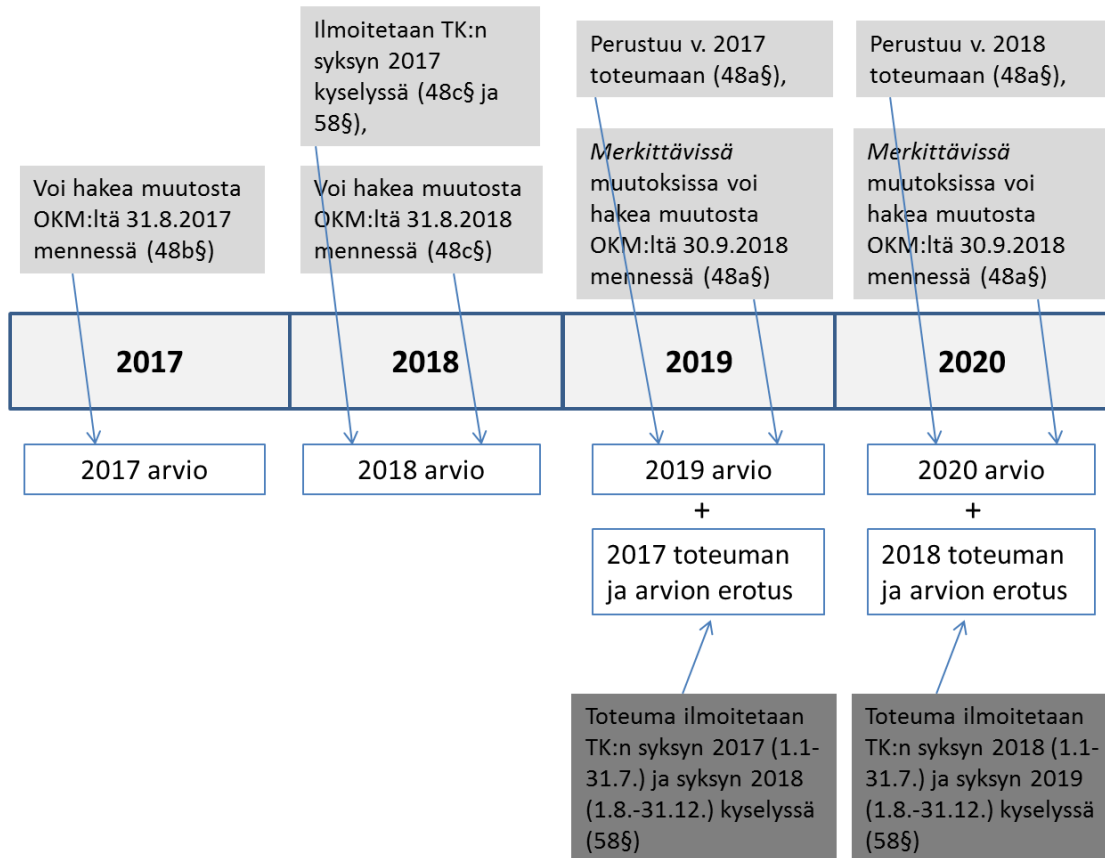 Ilmoitetaan TK:n
syksyn 2017
kyselyssä (48c§ ja
58§),
Perustuu v. 2017
toteumaan (48a§),
Perustuu v. 2018
toteumaan (48a§),
Voi hakea muutosta
OKM:ltä 31.8.2017
mennessä (48b§)
Voi hakea muutosta
OKM:ltä 31.8.2018
mennessä (48c§)
Merkittävissä
muutoksissa voi
hakea muutosta
OKM:ltä 30.9.2018
mennessä (48a§)
Merkittävissä
muutoksissa voi
hakea muutosta
OKM:ltä 30.9.2018
mennessä (48a§)
2017
2018
2019
2020
2017 arvio
2018 arvio
2019 arvio
2020 arvio
+
+
2017 toteuman
ja arvion erotus
2018 toteuman
ja arvion erotus
Toteuma ilmoitetaan
TK:n syksyn 2017 (1.1-
31.7.) ja syksyn 2018
(1.8.-31.12.) kyselyssä
(58§)
Toteuma ilmoitetaan
TK:n syksyn 2018 (1.1-
31.7.) ja syksyn 2019
(1.8.-31.12.) kyselyssä
(58§)